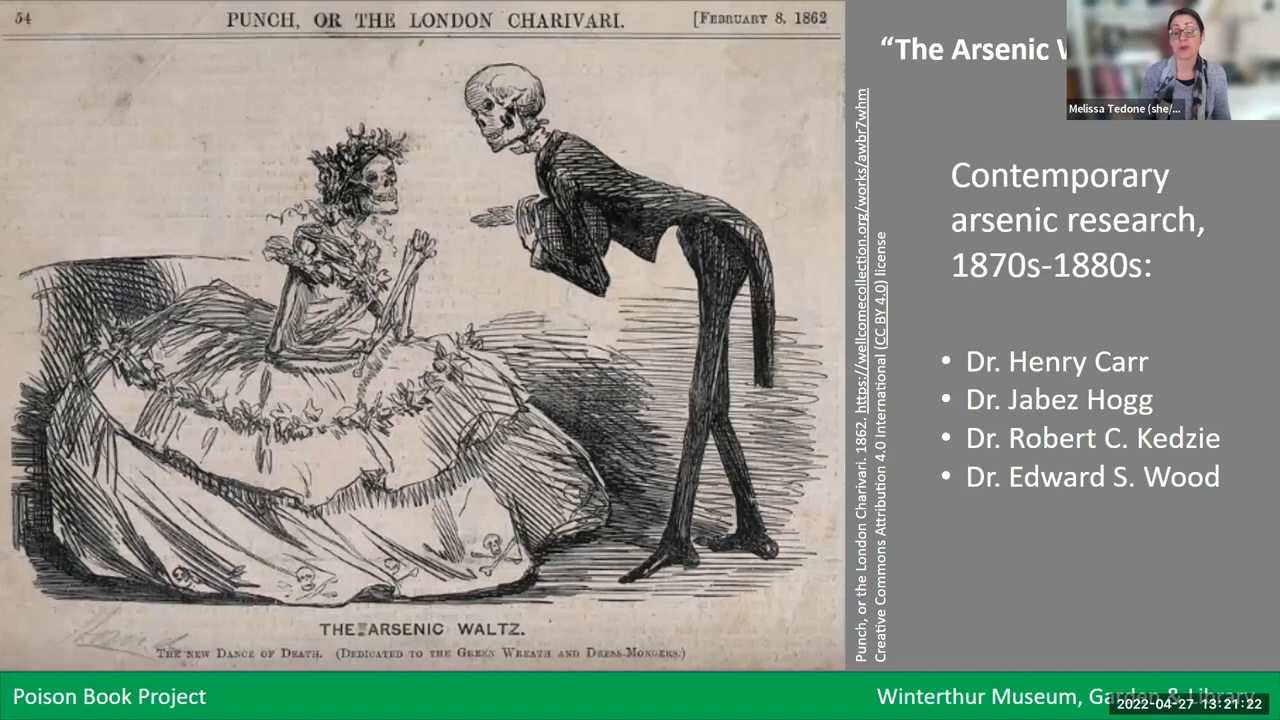 54
PUNCH, OR THE LONDON CHARIVARI.
[FEBRUARY 8, 1862
THE ARSENIC WALTZ.
THE NEW DANCE OF DEATH. (DEDICATED TO THE GREEN WREATH AND DRESS-MONGERS.)
Punch, or the London Charivari. 1862. https://wellcomecollection.org/works/awbr7whm
Creative Commons Attribution 4.0 International (CC BY 4.0) license
“The Arsenic
Melissa Tedone (she/...
Contemporary
arsenic research,
1870s-1880s:
• Dr. Henry Carr
• Dr. Jabez Hogg
• Dr. Robert C. Kedzie
• Dr. Edward S. Wood
Poison Book Project
Winterthur Museum, Garden & Library
2022-04-27 13:21:22